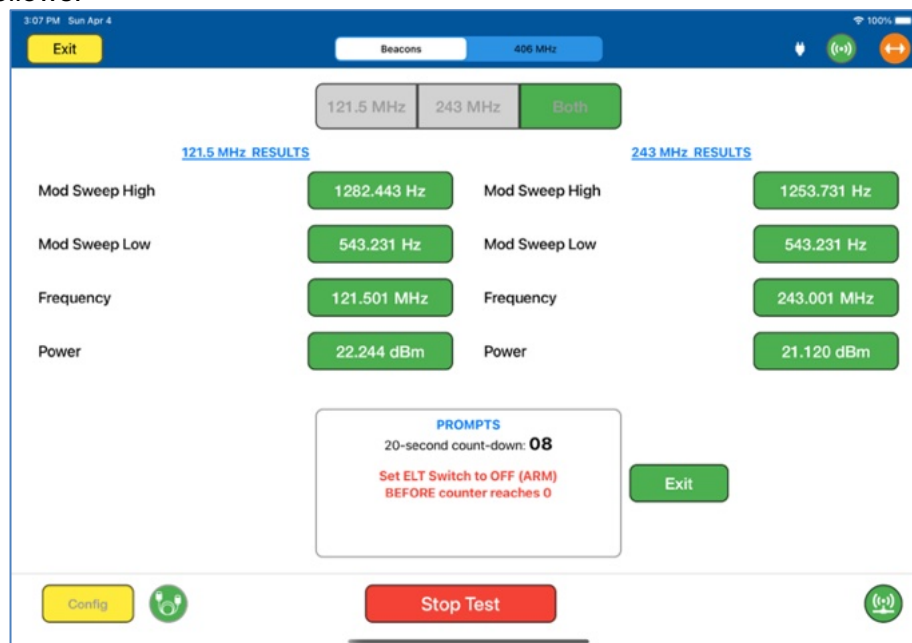 3:07 PM Sun Apr 4
100%
Exit
Beacons
406 MHz
121.5 MHz
243 MHz
Both
121.5 MHz RESULTS
243 MHz RESULTS
Mod Sweep High
1282.443 Hz
Mod Sweep High
1253.731 Hz
Mod Sweep Low
543.231 Hz
Mod Sweep Low
543.231 Hz
Frequency
121.501 MHz
Frequency
243.001 MHz
Power
22.244 dBm
Power
21.120 dBm
PROMPTS
20-second count-down: 08
Set ELT Switch to OFF (ARM)
BEFORE counter reaches 0
Exit
Config
Stop Test